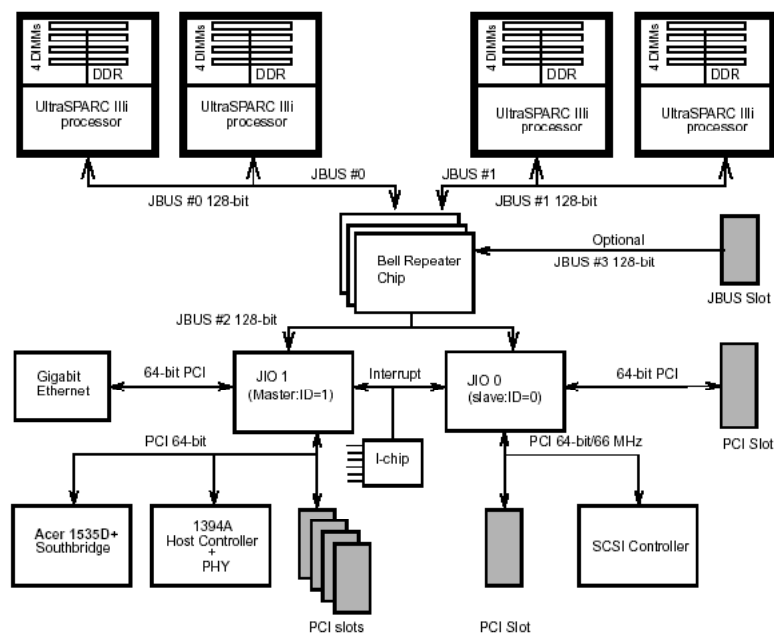 4 DIMMs
DDR
UltraSPARC IIIi
processor
4 DIMMs
DDR
UltraSPARC IIIi
processor
4 DIMMs
DDR
UltraSPARC IIIi
processor
4 DIMMs
DDR
UltraSPARC IIIi
processor
JBUS #0
JBUS #1
JBUS #0 128-bit
JBUS #1 128-bit
Bell Repeater
Chip
Optional
JBUS #3 128-bit
JBUS Slot
JBUS #2 128-bit
Gigabit
Ethernet
64-bit PCI
JIO 1
(Master:ID=1)
Interrupt
JIO 0
(slave:ID=0)
64-bit PCI
PCI Slot
PCI 64-bit
I-chip
PCI 64-bit/66 MHz
Acer 1535D+
Southbridge
1394A
Host Controller
+
PHY
SCSI Controller
PCI slots
PCI Slot